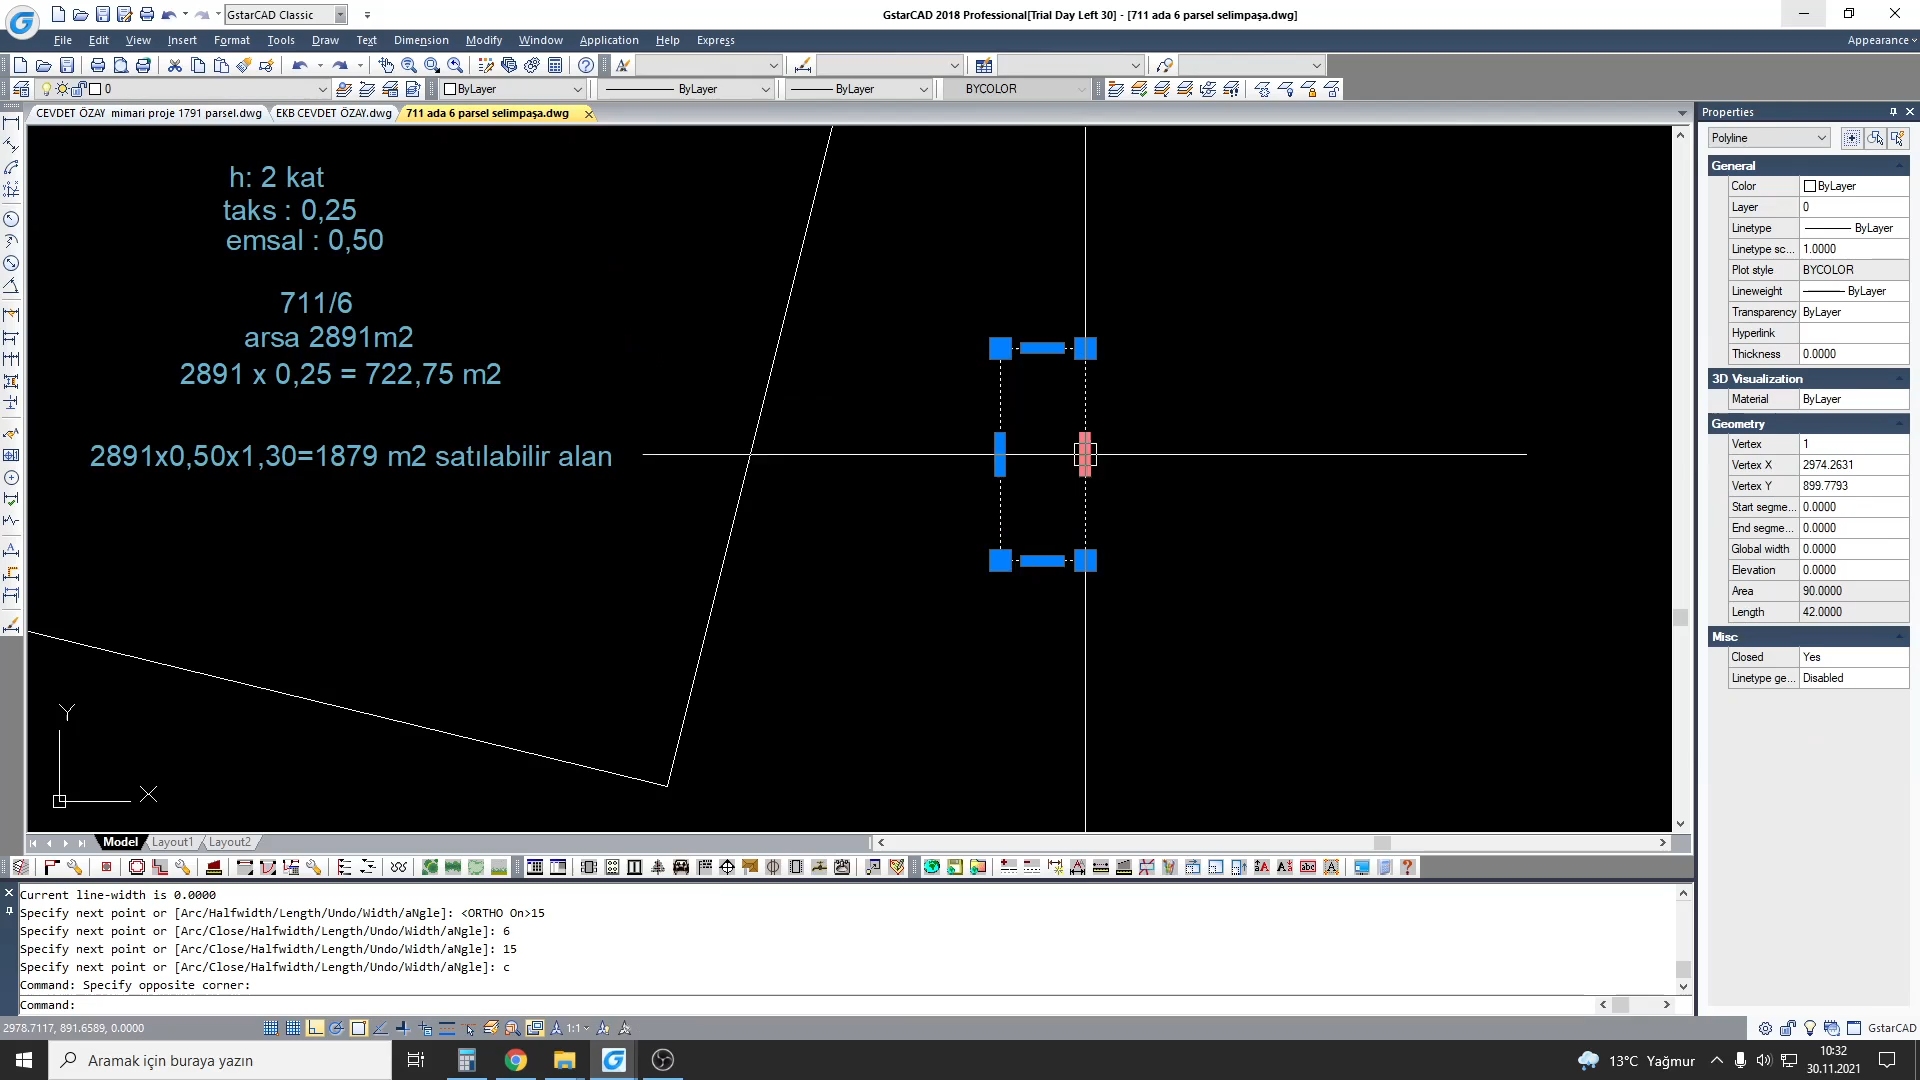 GstarCAD Classic
GstarCAD 2018 Professional[Trial Day Left 30] - [711 ada 6 parsel selimpaşa.dwg]
File Edit View Insert Format Tools Draw Text Dimension Modify Window Application Help Express
Appearance
0
ByLayer
ByLayer
ByLayer
BYCOLOR
CEVDET ÖZAY mimari proje 1791 parsel.dwg
EKB CEVDET ÖZAY.dwg
711 ada 6 parsel selimpaşa.dwg
h: 2 kat
taks : 0,25
emsal : 0,50
711/6
arsa 2891m2
2891 x 0,25 = 722,75 m2
2891x0,50x1,30=1879 m2 satılabilir alan
Y
X
Properties
Polyline
General
Color ByLayer
Layer 0
Linetype ByLayer
Linetype sc... 1.0000
Plot style BYCOLOR
Lineweight ByLayer
Transparency ByLayer
Hyperlink
Thickness 0.0000
3D Visualization
Material ByLayer
Geometry
Vertex 1
Vertex X 2974.2631
Vertex Y 899.7793
Start segme... 0.0000
End segme... 0.0000
Global width 0.0000
Elevation 0.0000
Area 90.0000
Length 42.0000
Misc
Closed Yes
Linetype ge... Disabled
Model Layout1 Layout2
Current line-width is 0.0000
Specify next point or [Arc/Halfwidth/Length/Undo/Width/aNgle]: <ORTHO On>15
Specify next point or [Arc/Close/Halfwidth/Length/Undo/Width/aNgle]: 6
Specify next point or [Arc/Close/Halfwidth/Length/Undo/Width/aNgle]: 15
Specify next point or [Arc/Close/Halfwidth/Length/Undo/Width/aNgle]: c
Command: Specify opposite corner:
Command:
2978.7117, 891.6589, 0.0000
1:1
GstarCAD
Aramak için buraya yazın
13°C Yağmur
10:32
30.11.2021